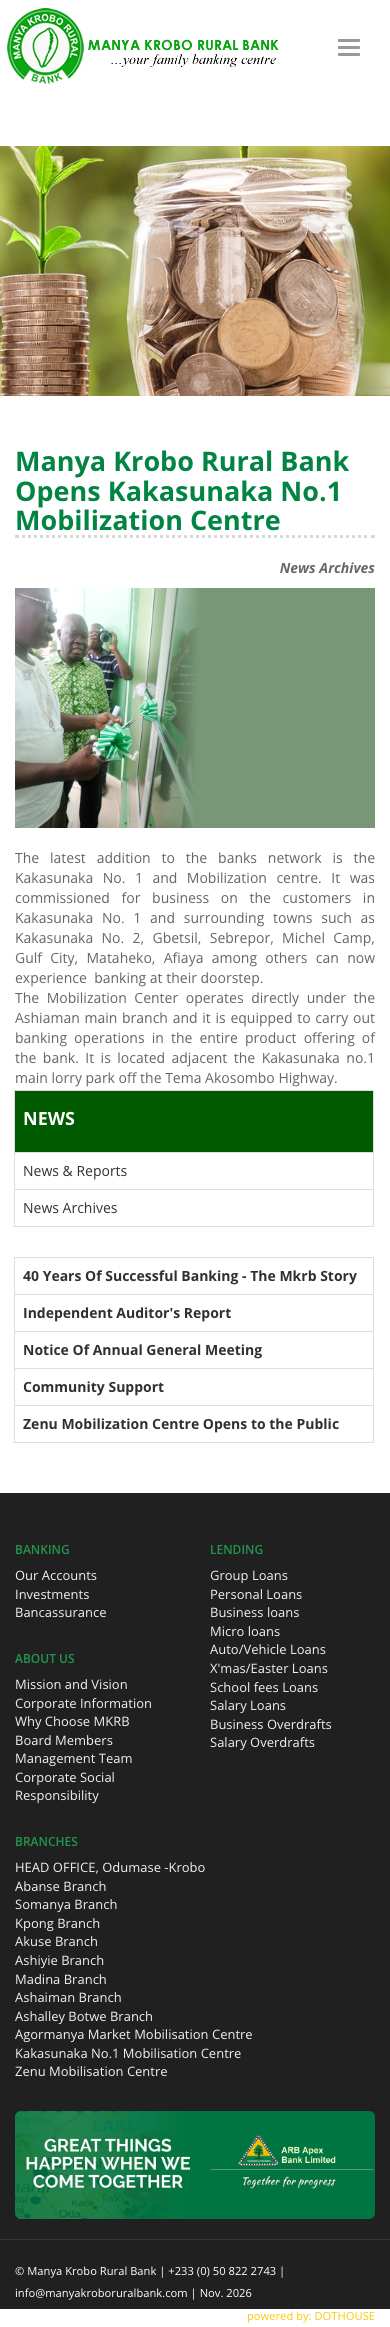 MANYA KROBO RURAL
BANK
MANYA KROBO RURAL BANK
...your family banking centre
Manya Krobo Rural Bank
Opens Kakasunaka No.1
Mobilization Centre
News Archives
The latest addition to the banks network is the
Kakasunaka No. 1 and Mobilization centre. It was
commissioned for business on the customers in
Kakasunaka No. 1 and surrounding towns such as
Kakasunaka No. 2, Gbetsil, Sebrepor, Michel Camp,
Gulf City, Mataheko, Afiaya among others can now
experience  banking at their doorstep.
The Mobilization Center operates directly under the
Ashiaman main branch and it is equipped to carry out
banking operations in the entire product offering of
the bank. It is located adjacent the Kakasunaka no.1
main lorry park off the Tema Akosombo Highway.
NEWS
News & Reports
News Archives
40 Years Of Successful Banking - The Mkrb Story
Independent Auditor's Report
Notice Of Annual General Meeting
Community Support
Zenu Mobilization Centre Opens to the Public
BANKING
Our Accounts
Investments
Bancassurance
LENDING
Group Loans
Personal Loans
Business loans
Micro loans
Auto/Vehicle Loans
X'mas/Easter Loans
School fees Loans
Salary Loans
Business Overdrafts
Salary Overdrafts
ABOUT US
Mission and Vision
Corporate Information
Why Choose MKRB
Board Members
Management Team
Corporate Social
Responsibility
BRANCHES
HEAD OFFICE, Odumase -Krobo
Abanse Branch
Somanya Branch
Kpong Branch
Akuse Branch
Ashiyie Branch
Madina Branch
Ashaiman Branch
Ashalley Botwe Branch
Agormanya Market Mobilisation Centre
Kakasunaka No.1 Mobilisation Centre
Zenu Mobilisation Centre
GREAT THINGS
HAPPEN WHEN WE
COME TOGETHER
ARB Apex
Bank Limited
Together for progress
© Manya Krobo Rural Bank | +233 (0) 50 822 2743 |
info@manyakroboruralbank.com | Nov. 2026
powered by: DOTHOUSE